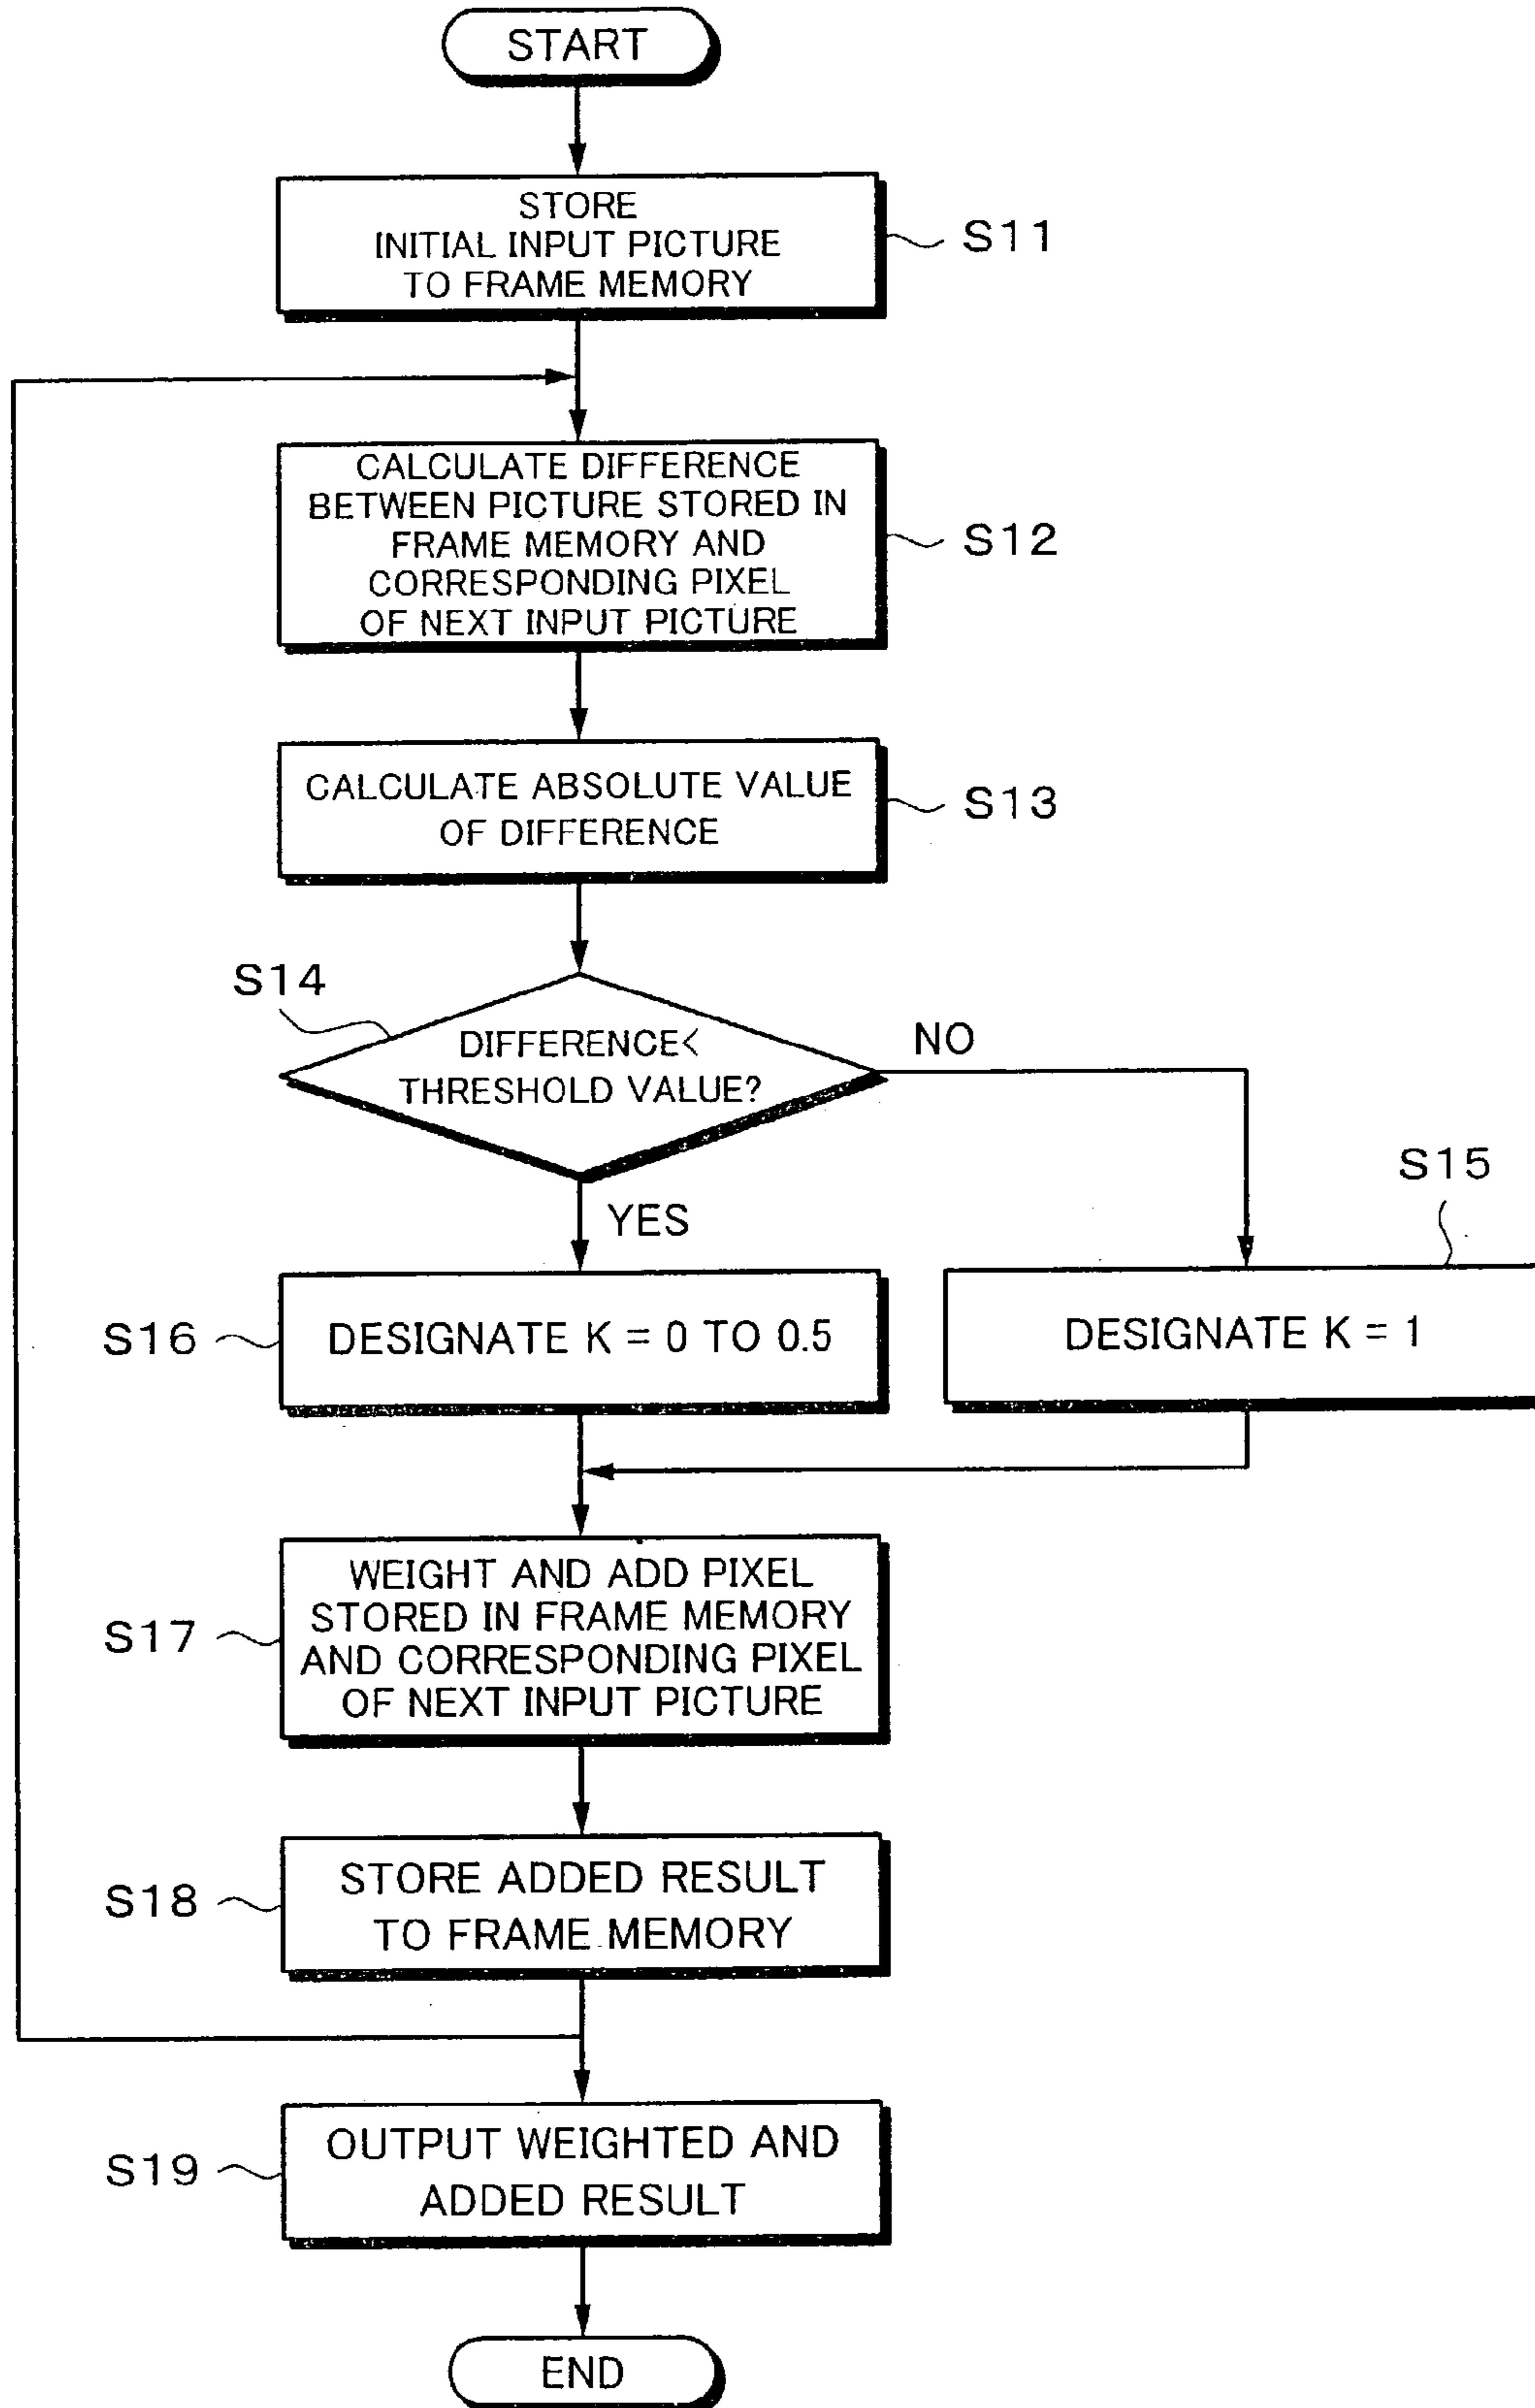 START
STORE
INITIAL INPUT PICTURE
TO FRAME MEMORY
S11
CALCULATE DIFFERENCE
BETWEEN PICTURE STORED IN
FRAME MEMORY AND
CORRESPONDING PIXEL
OF NEXT INPUT PICTURE
S12
CALCULATE ABSOLUTE VALUE
OF DIFFERENCE
S13
S14
DIFFERENCE<
THRESHOLD VALUE?
NO
YES
S15
S16
DESIGNATE K = 0 TO 0.5
DESIGNATE K = 1
S17
WEIGHT AND ADD PIXEL
STORED IN FRAME MEMORY
AND CORRESPONDING PIXEL
OF NEXT INPUT PICTURE
S18
STORE ADDED RESULT
TO FRAME MEMORY
S19
OUTPUT WEIGHTED AND
ADDED RESULT
END